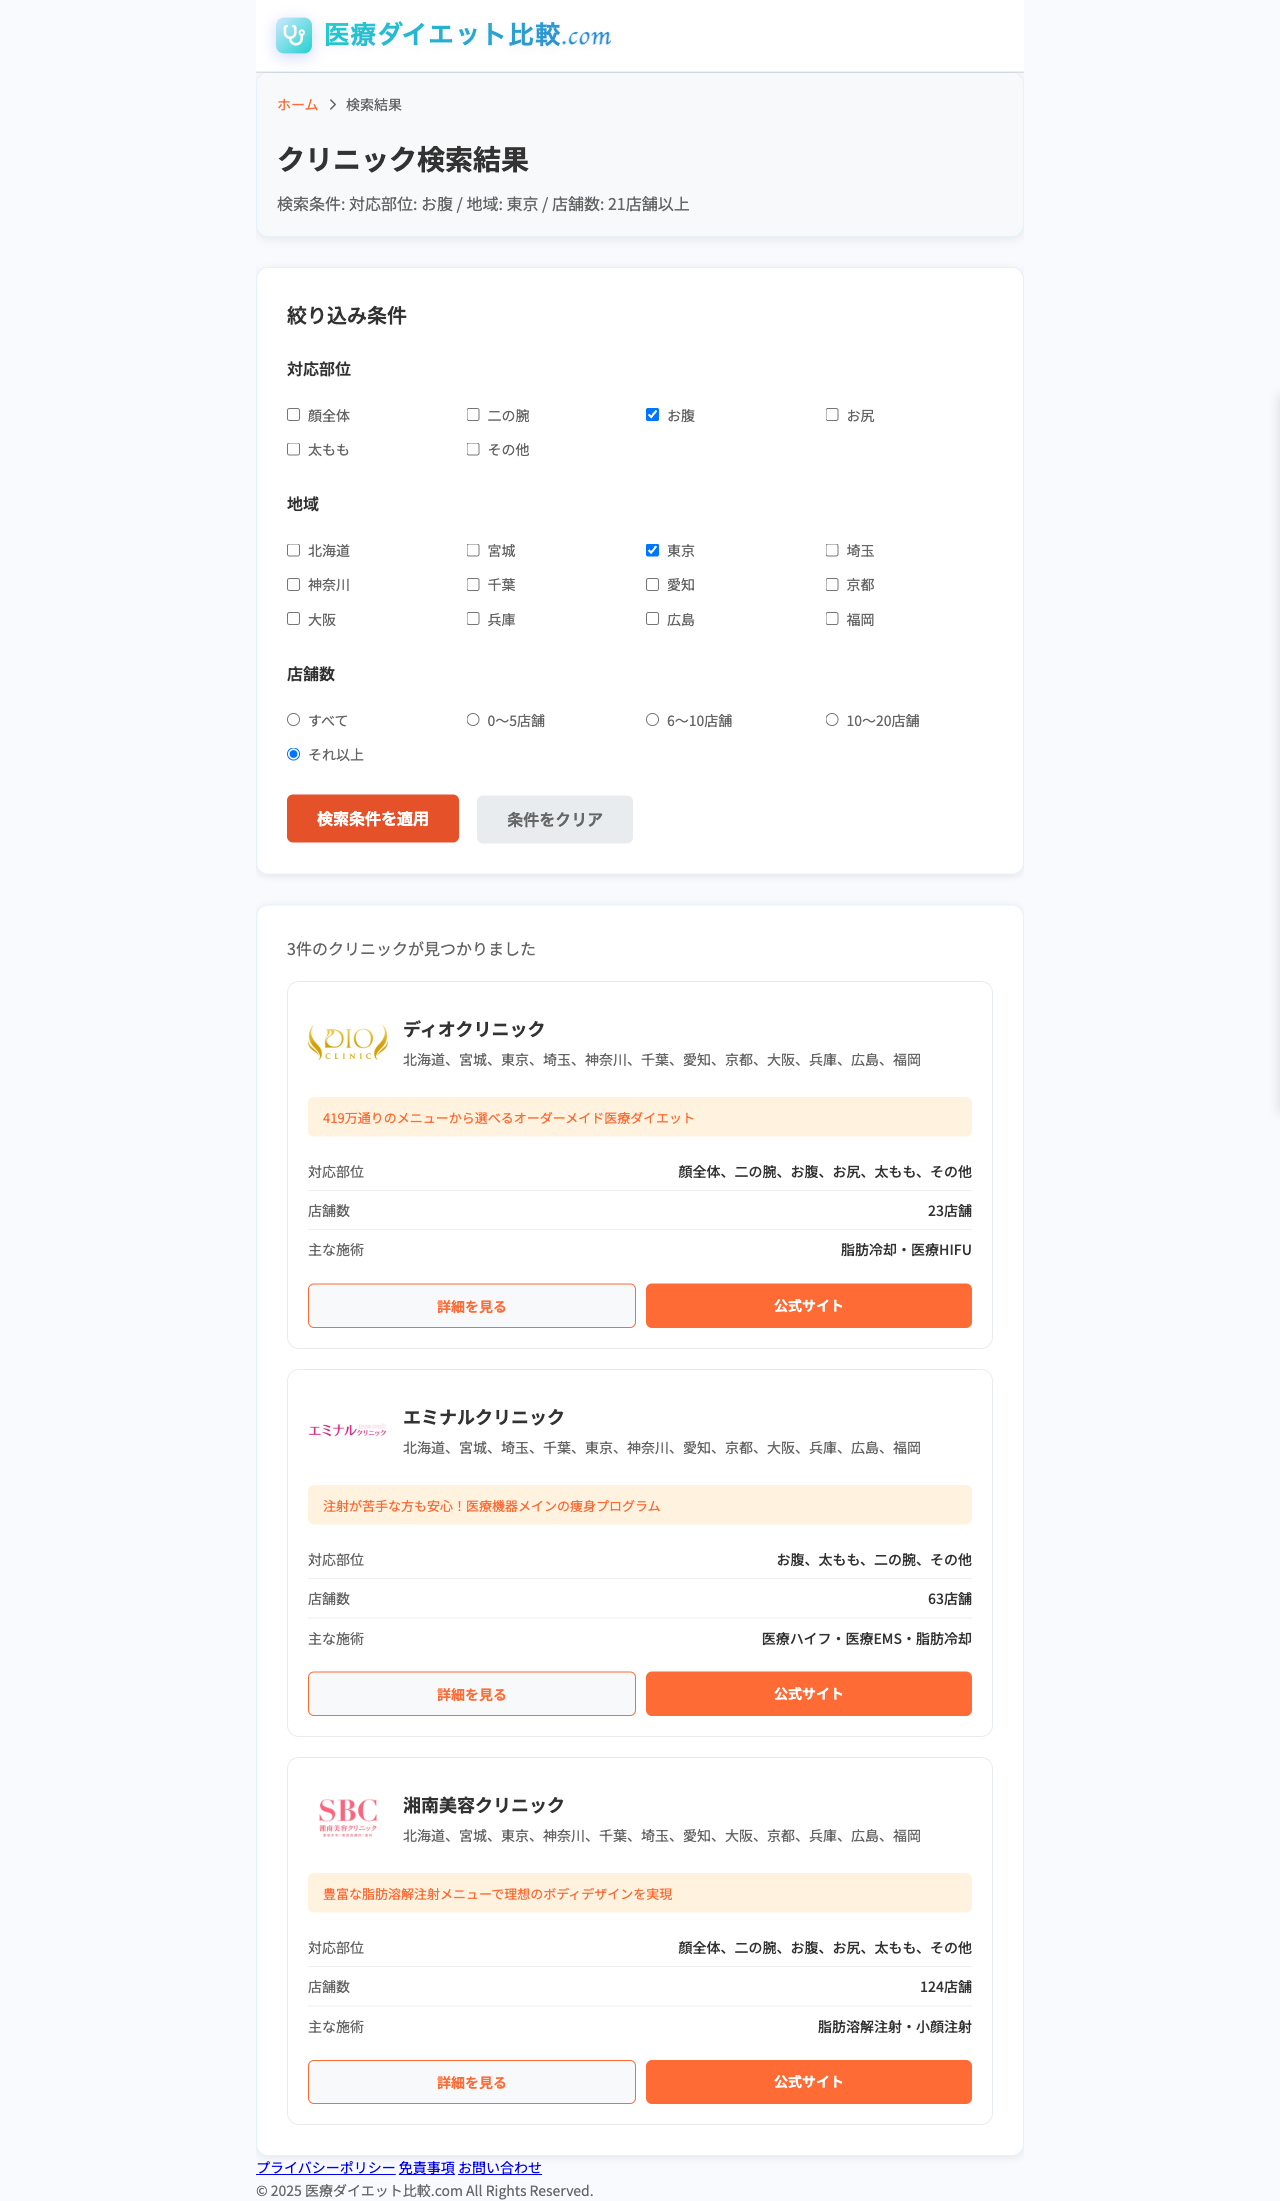 医療ダイエット比較.com
ホーム > 検索結果
クリニック検索結果
検索条件: 対応部位: お腹 / 地域: 東京 / 店舗数: 21店舗以上
絞り込み条件
対応部位
顔全体 二の腕 お腹 お尻
太もも その他
地域
北海道 宮城 東京 埼玉
神奈川 千葉 愛知 京都
大阪 兵庫 広島 福岡
店舗数
すべて 0〜5店舗 6〜10店舗 10〜20店舗
それ以上
検索条件を適用 条件をクリア
3件のクリニックが見つかりました
DIO
CLINIC
ディオクリニック
北海道、宮城、東京、埼玉、神奈川、千葉、愛知、京都、大阪、兵庫、広島、福岡
419万通りのメニューから選べるオーダーメイド医療ダイエット
対応部位 顔全体、二の腕、お腹、お尻、太もも、その他
店舗数 23店舗
主な施術 脂肪冷却・医療HIFU
詳細を見る 公式サイト
エミナルクリニック
エミナルクリニック
北海道、宮城、埼玉、千葉、東京、神奈川、愛知、京都、大阪、兵庫、広島、福岡
注射が苦手な方も安心！医療機器メインの痩身プログラム
対応部位 お腹、太もも、二の腕、その他
店舗数 63店舗
主な施術 医療ハイフ・医療EMS・脂肪冷却
詳細を見る 公式サイト
SBC
湘南美容クリニック
湘南美容クリニック
北海道、宮城、東京、神奈川、千葉、埼玉、愛知、大阪、京都、兵庫、広島、福岡
豊富な脂肪溶解注射メニューで理想のボディデザインを実現
対応部位 顔全体、二の腕、お腹、お尻、太もも、その他
店舗数 124店舗
主な施術 脂肪溶解注射・小顔注射
詳細を見る 公式サイト
プライバシーポリシー 免責事項 お問い合わせ
© 2025 医療ダイエット比較.com All Rights Reserved.